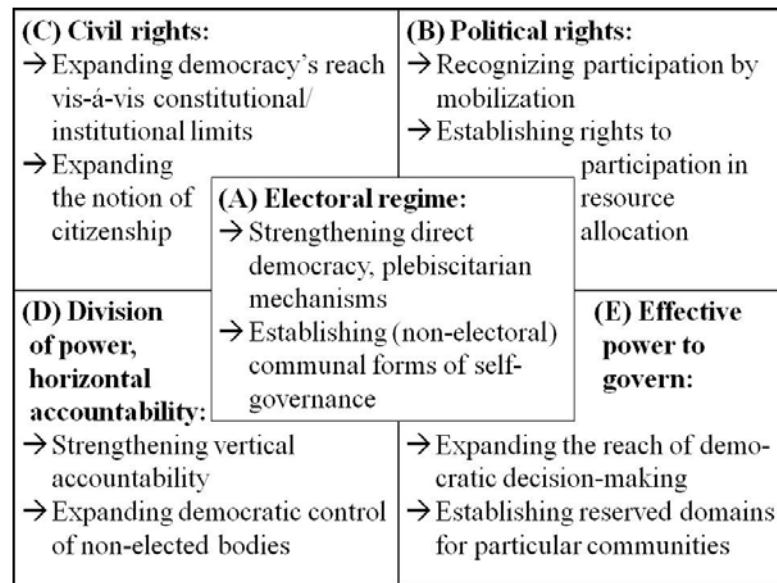 (C) Civil rights:
→ Expanding democracy’s reach
vis-á-vis constitutional/
institutional limits
→ Expanding
the notion of
citizenship
(B) Political rights:
→ Recognizing participation by
mobilization
→ Establishing rights to
participation in
resource
allocation
(A) Electoral regime:
→ Strengthening direct
democracy, plebiscitarian
mechanisms
→ Establishing (non-electoral)
communal forms of self-
governance
(D) Division
of power,
horizontal
accountability:
→ Strengthening vertical
accountability
→ Expanding democratic control
of non-elected bodies
(E) Effective
power to
govern:
→ Expanding the reach of demo-
cratic decision-making
→ Establishing reserved domains
for particular communities